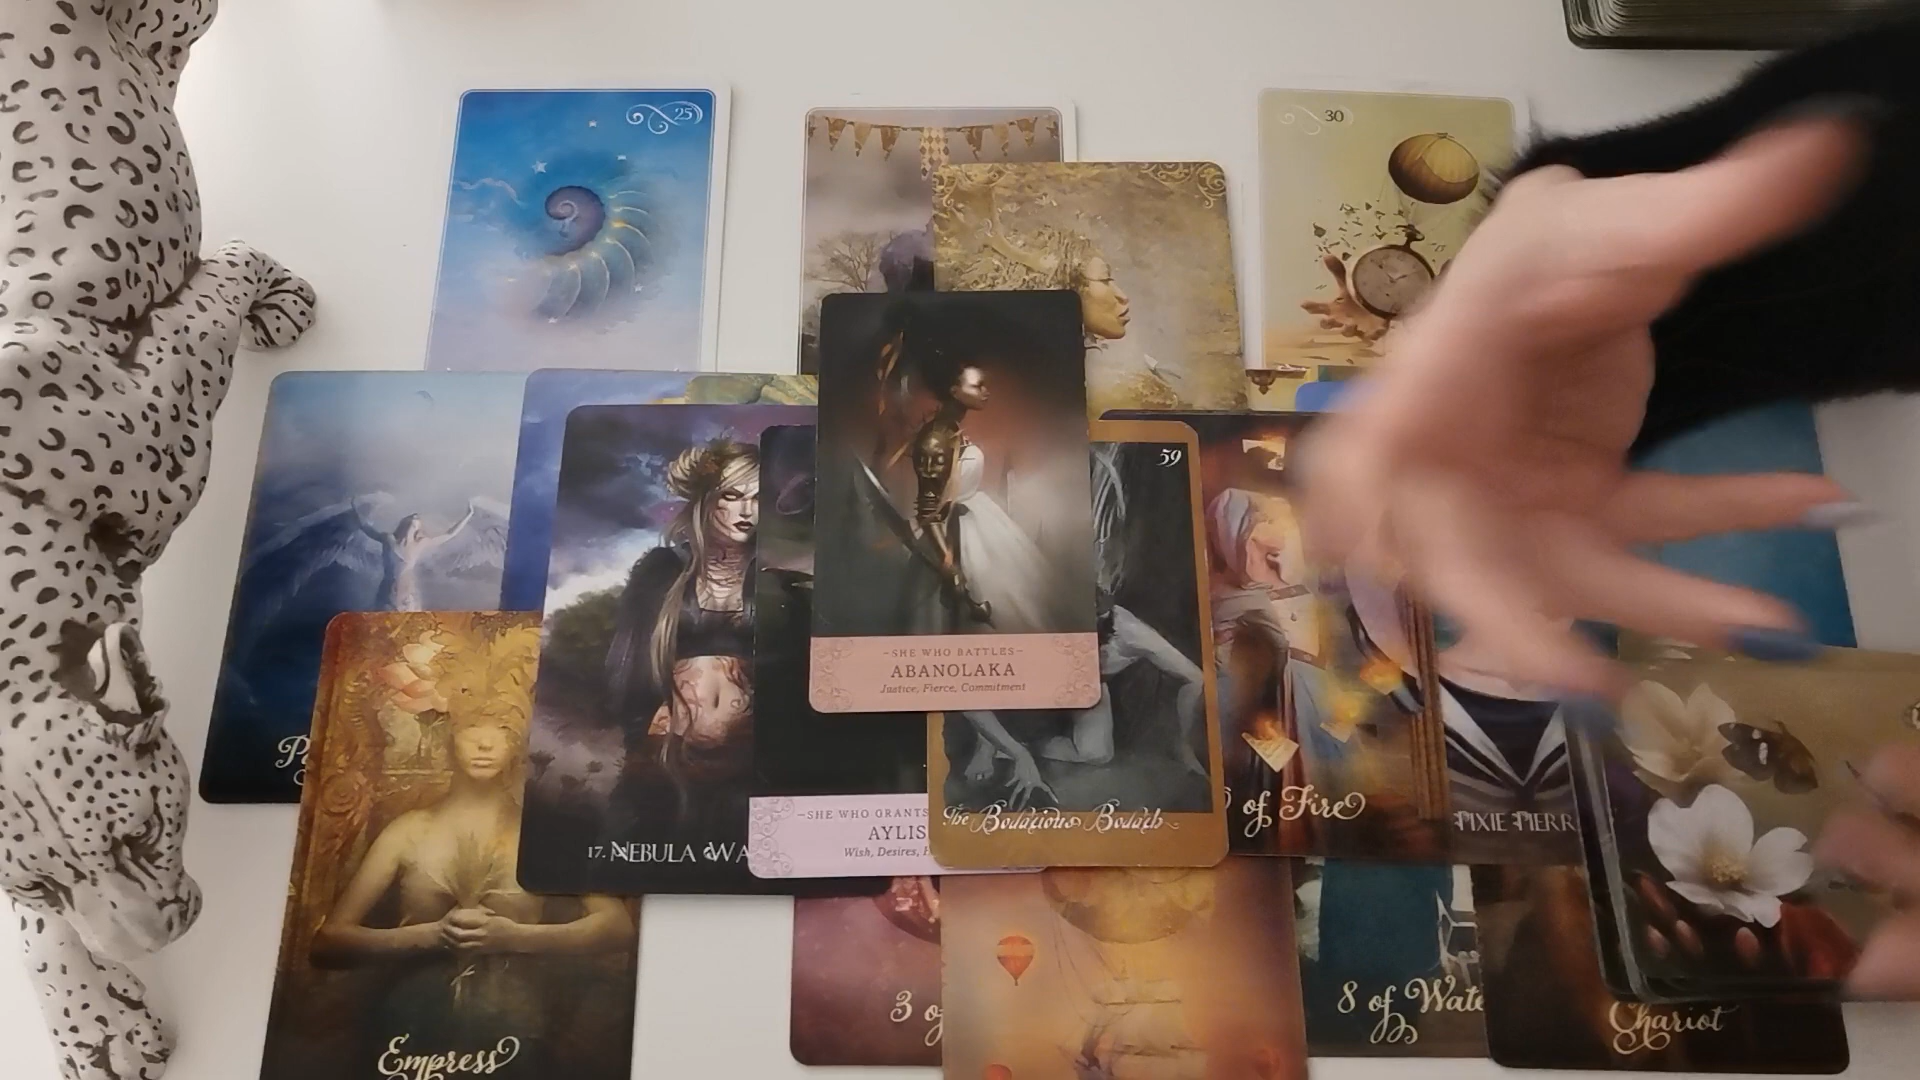 25
30
59
-SHE WHO BATTLES-
ABANOLAKA
Justice, Fierce, Commitment
of Fire
-SHE WHO GRANTS
AYLIS
Wish, Desires,
The Bodacious Bodach
17. NEBULA
PIXIE PIERR
3
8 of Wate
Chariot
Empress